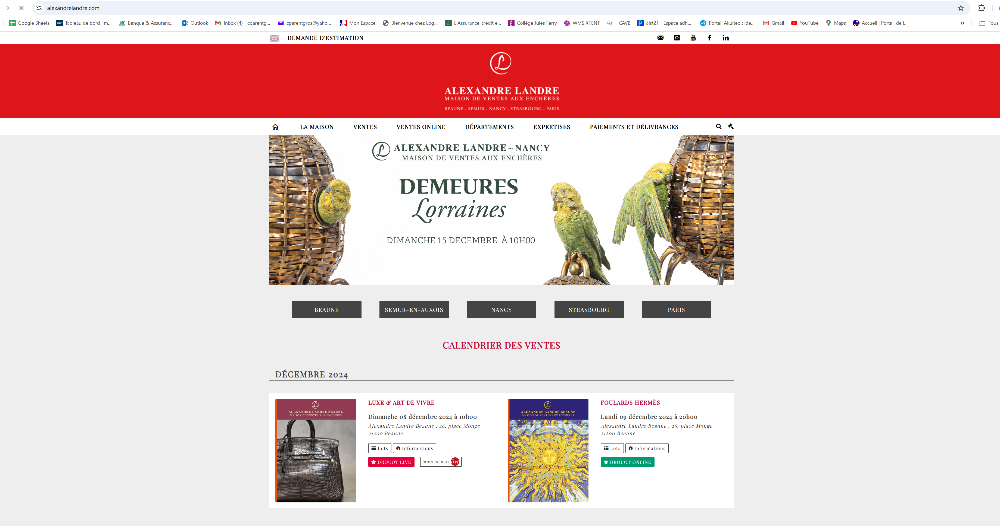 alexandrelandre.com
Google Sheets Tableau de bord | m... Banque & Assuranc... Outlook Inbox (4) - cparentg... cparentgros@yaho... Mon Espace Bienvenue chez Log... L'Assurance-crédit e... Collège Jules Ferry WMS XTENT - CAVB aist21 - Espace adh... Portail Akuiteo : Ide... Gmail YouTube Maps Accueil | Portail de l... » Tous
DEMANDE D'ESTIMATION
ALEXANDRE LANDRE
MAISON DE VENTES AUX ENCHÈRES
BEAUNE - SEMUR - NANCY - STRASBOURG - PARIS
LA MAISON VENTES VENTES ONLINE DÉPARTEMENTS EXPERTISES PAIEMENTS ET DÉLIVRANCES
L ALEXANDRE LANDRE ~ NANCY
MAISON DE VENTES AUX ENCHÈRES
DEMEURES
Lorraines
DIMANCHE 15 DECEMBRE À 10H00
BEAUNE SEMUR-EN-AUXOIS NANCY STRASBOURG PARIS
CALENDRIER DES VENTES
DÉCEMBRE 2024
ALEXANDRE LANDRE BEAUNE
MAISON DE VENTES AUX ENCHÈRES
LUXE & ART DE VIVRE
Dimanche 08 décembre 2024 à 10h00
Alexandre Landre Beaune , 26, place Monge
21200 Beaune
Lots Informations
DROUOT LIVE Interenchères live
ALEXANDRE LANDRE BEAUNE
MAISON DE VENTES AUX ENCHÈRES
FOULARDS HERMÈS
Lundi 09 décembre 2024 à 20h00
Alexandre Landre Beaune , 26, place Monge
21200 Beaune
Lots Informations
DROUOT ONLINE